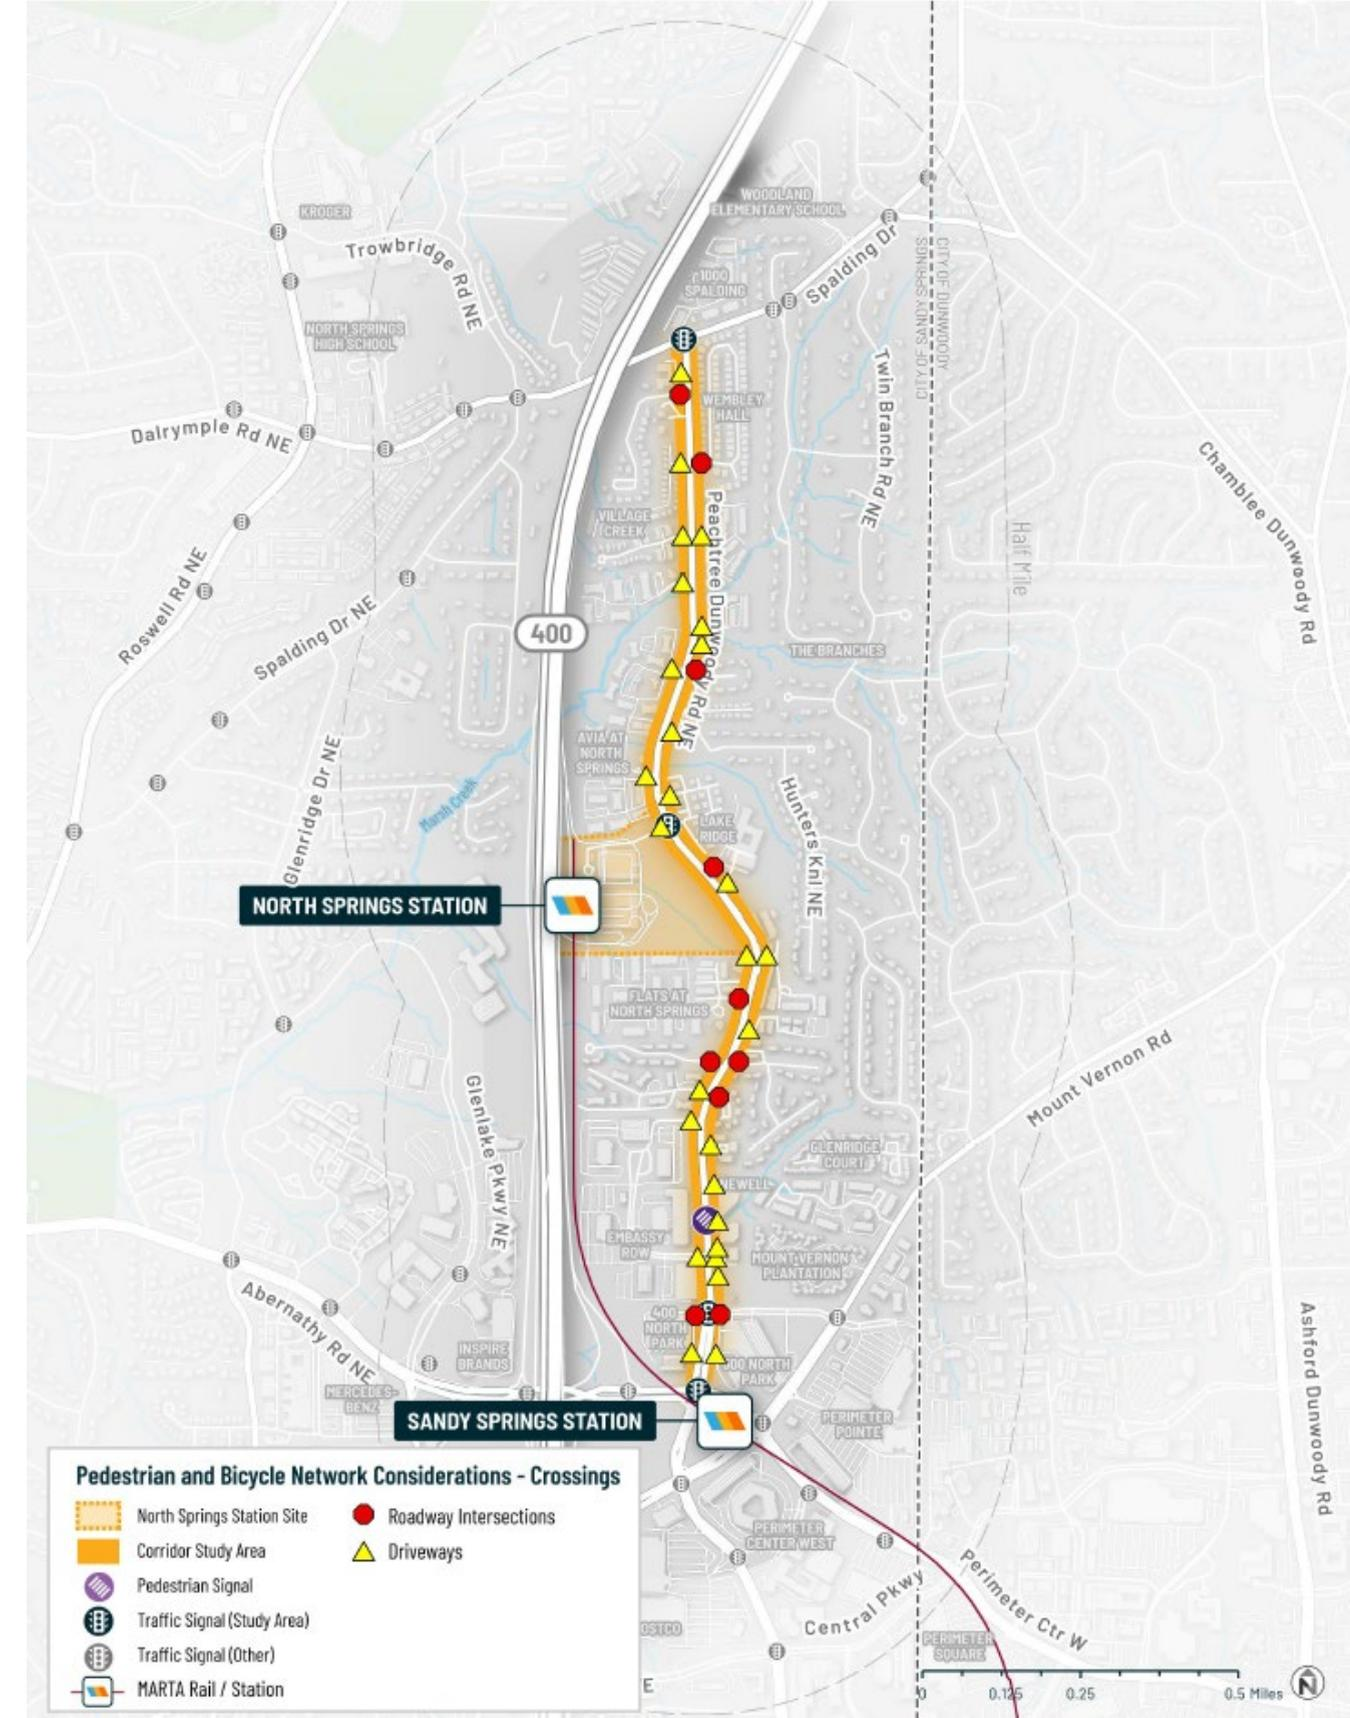 WOODLAND
ELEMENTARY SCHOOL
KROGER
Trowbridge Rd NE
Spalding Dr
CITY OF SANDY SPRINGS
CITY OF DUNWOODY
1000
SPALDING
NORTH SPRINGS
HIGH SCHOOL
WEMBLEY
HALL
Twin Branch Rd NE
Dalrymple Rd NE
Chamblee Dunwoody Rd
VILLAGE
CREEK
Peachtree Dunwoody Rd NE
Half Mile
Roswell Rd NE
Spalding Dr NE
400
THE BRANCHES
AVIA AT
NORTH
SPRINGS
Glenridge Dr NE
Marsh Creek
LAKE
RIDGE
Hunters Knl NE
NORTH SPRINGS STATION
FLATS AT
NORTH SPRINGS
Mount Vernon Rd
Glenlake Pkwy NE
GLENRIDGE
COURT
NEWELL
EMBASSY
ROW
MOUNT VERNON
PLANTATION
Abernathy Rd NE
400
NORTH
PARK
INSPIRE
BRANDS
NORTH
PARK
MERCEDES-
BENZ
SANDY SPRINGS STATION
PERIMETER
POINTE
Ashford Dunwoody Rd
PERIMETER
CENTER WEST
Central Pkwy
Perimeter Ctr W
OSTCO
PERIMETER
SQUARE
E
Pedestrian and Bicycle Network Considerations - Crossings
North Springs Station Site
Corridor Study Area
Pedestrian Signal
Traffic Signal (Study Area)
Traffic Signal (Other)
MARTA Rail / Station
Roadway Intersections
Driveways
0 0.125 0.25 0.5 Miles
N